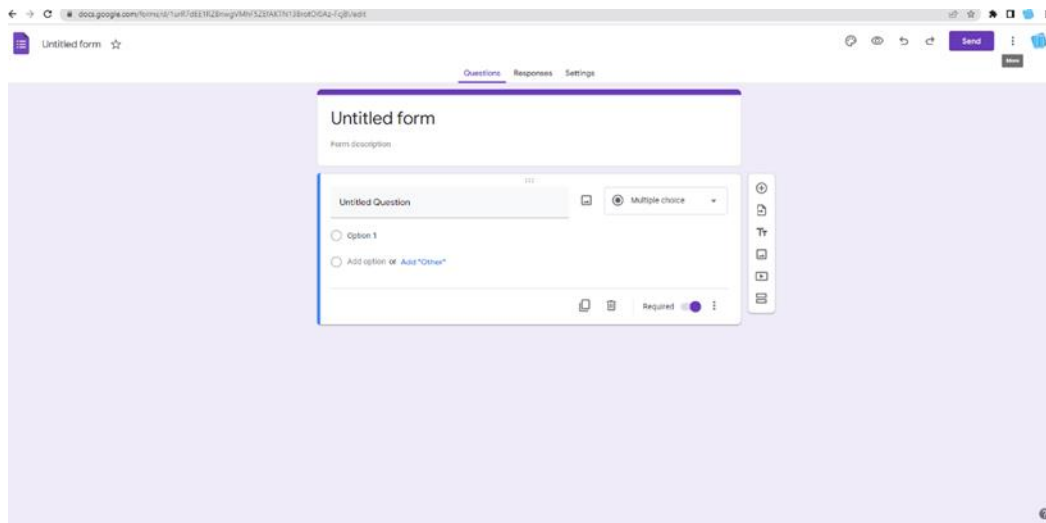 Untitled form
Send
More
Questions Responses Settings
Untitled form
Form description
Untitled Question
Multiple choice
Option 1
Add option or Add "Other"
Required